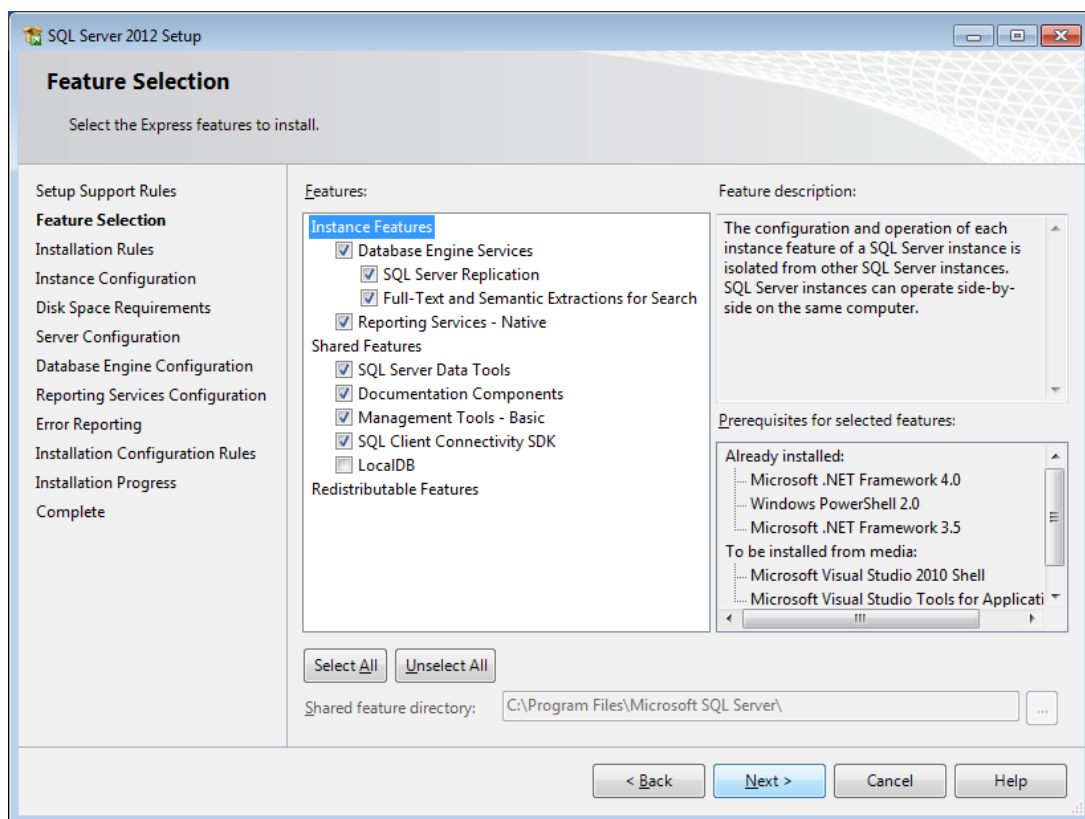 SQL Server 2012 Setup
Feature Selection
Select the Express features to install.
Setup Support Rules
Feature Selection
Installation Rules
Instance Configuration
Disk Space Requirements
Server Configuration
Database Engine Configuration
Reporting Services Configuration
Error Reporting
Installation Configuration Rules
Installation Progress
Complete
Features:
Instance Features
Database Engine Services
SQL Server Replication
Full-Text and Semantic Extractions for Search
Reporting Services - Native
Shared Features
SQL Server Data Tools
Documentation Components
Management Tools - Basic
SQL Client Connectivity SDK
LocalDB
Redistributable Features
Feature description:
The configuration and operation of each
instance feature of a SQL Server instance is
isolated from other SQL Server instances.
SQL Server instances can operate side-by-
side on the same computer.
Prerequisites for selected features:
Already installed:
Microsoft .NET Framework 4.0
Windows PowerShell 2.0
Microsoft .NET Framework 3.5
To be installed from media:
Microsoft Visual Studio 2010 Shell
Microsoft Visual Studio Tools for Applicati
Select All
Unselect All
Shared feature directory:
C:\Program Files\Microsoft SQL Server\
...
< Back
Next >
Cancel
Help